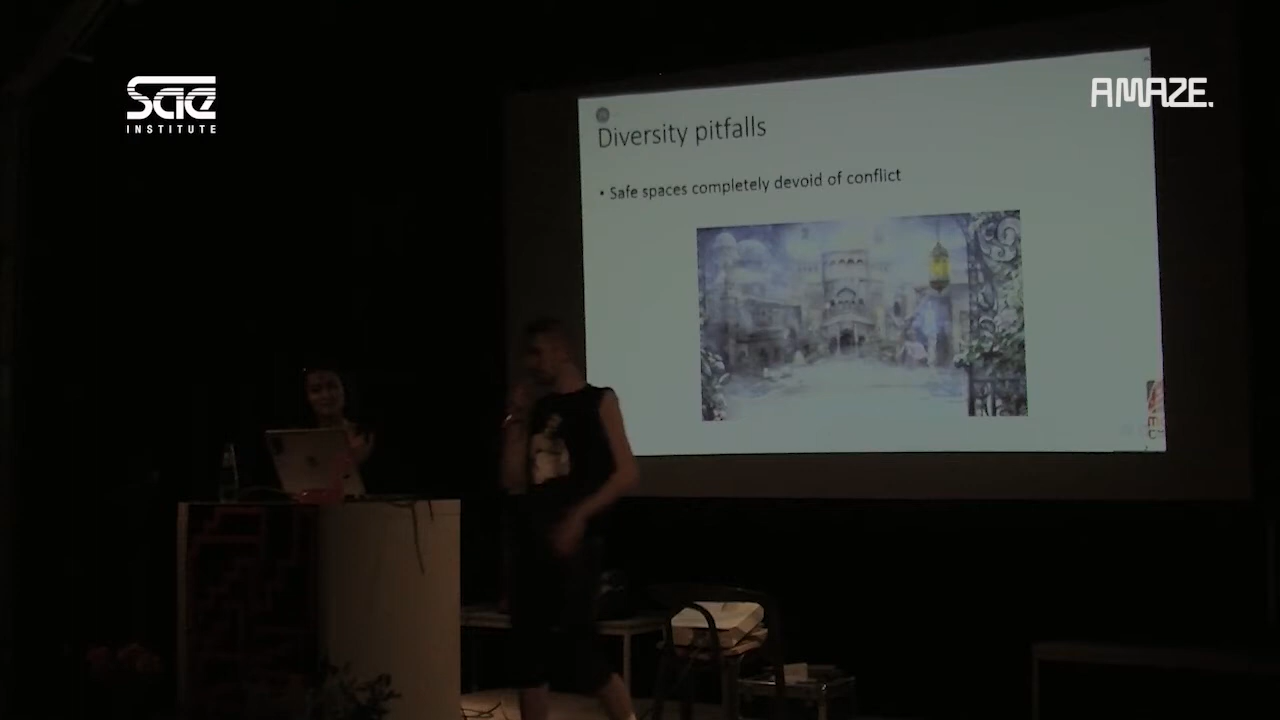 Sae
INSTITUTE
AMAZE.
Diversity pitfalls
• Safe spaces completely devoid of conflict